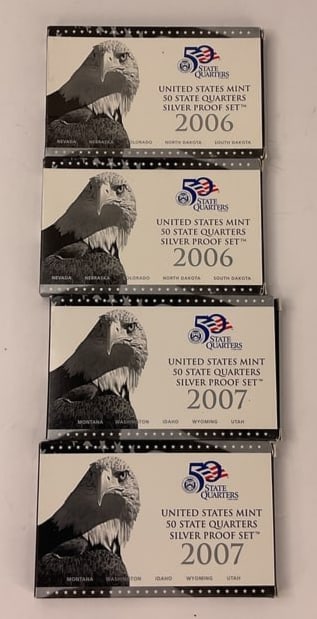 50
STATE
QUARTERS
UNITED STATES MINT
50 STATE QUARTERS
SILVER PROOF SET™
2006
NEVADA NEBRASKA COLORADO NORTH DAKOTA SOUTH DAKOTA
50
STATE
QUARTERS
UNITED STATES MINT
50 STATE QUARTERS
SILVER PROOF SET™
2006
NEVADA NEBRASKA COLORADO NORTH DAKOTA SOUTH DAKOTA
50
STATE
QUARTERS
UNITED STATES MINT
50 STATE QUARTERS
SILVER PROOF SET™
2007
MONTANA WASHINGTON IDAHO WYOMING UTAH
50
STATE
QUARTERS
UNITED STATES MINT
50 STATE QUARTERS
SILVER PROOF SET™
2007
MONTANA WASHINGTON IDAHO WYOMING UTAH